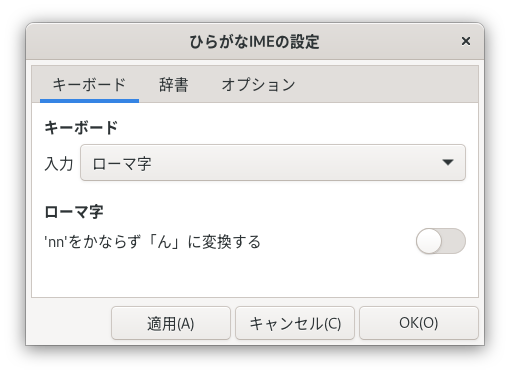 ひらがなIMEの設定
キーボード 辞書 オプション
キーボード
入力 ローマ字
ローマ字
'nn'をかならず「ん」に変換する
適用(A) キャンセル(C) OK(O)